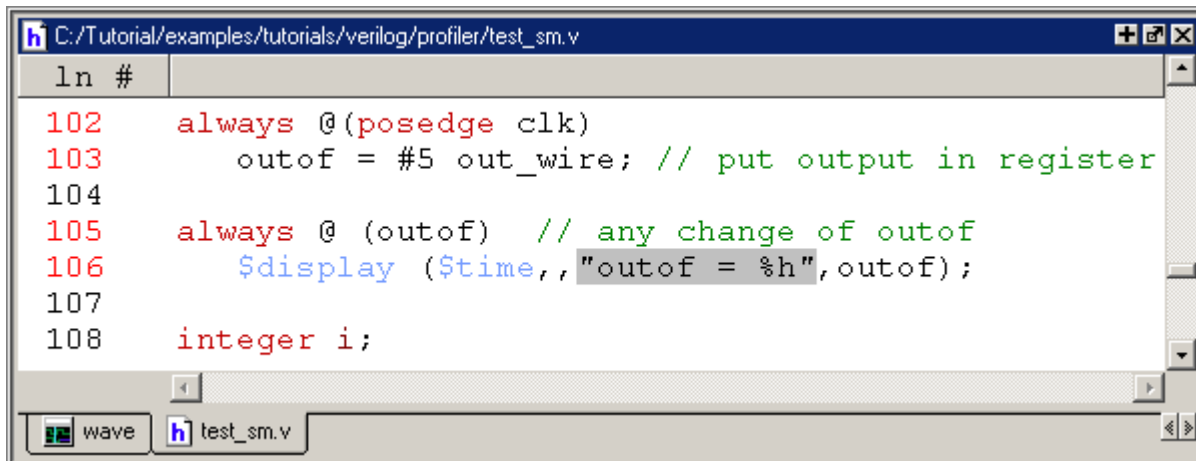 h C:/Tutorial/examples/tutorials/verilog/profiler/test_sm.v
ln #
102 always @(posedge clk)
103 outof = #5 out_wire; // put output in register
104
105 always @ (outof) // any change of outof
106 $display ($time,,"outof = %h",outof);
107
108 integer i;
wave h test_sm.v